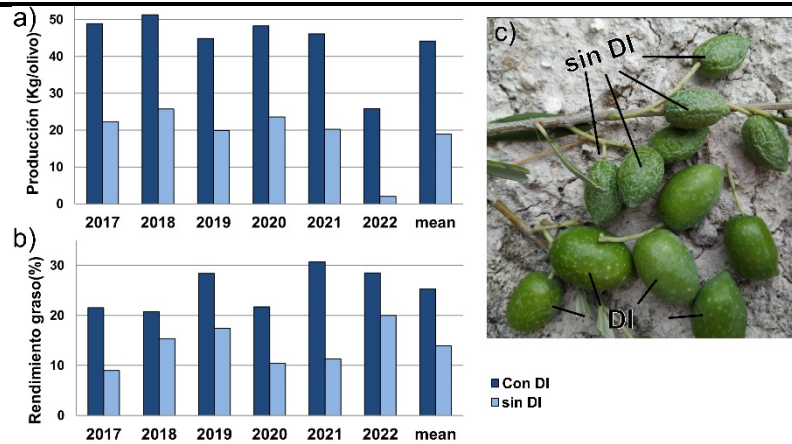 a)
Producción (Kg/olivo)
50
40
30
20
10
0
2017 2018 2019 2020 2021 2022 mean
b)
Rendimiento graso(%)
30
20
10
0
2017 2018 2019 2020 2021 2022 mean
c)
sin DI
DI
Con DI
sin DI